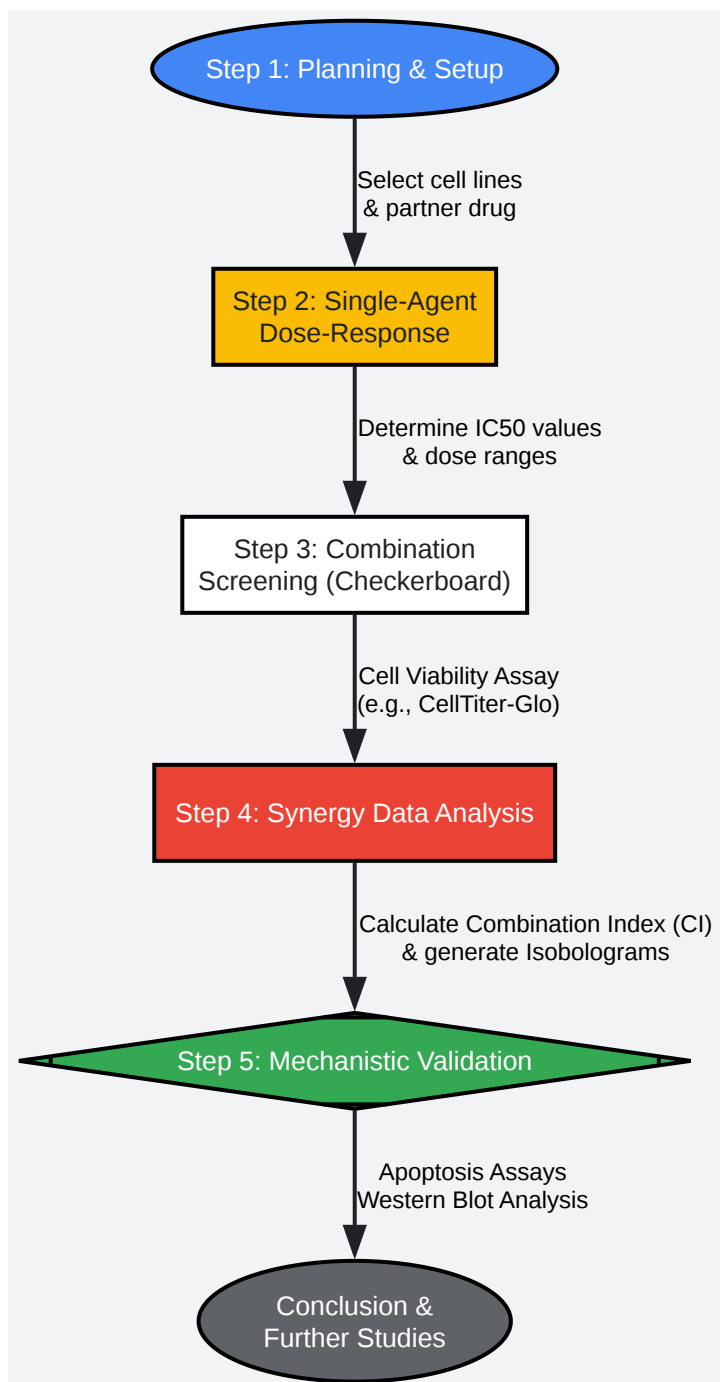 Step 1: Planning & Setup
Select cell lines
& partner drug
Step 2: Single-Agent
Dose-Response
Determine IC50 values
& dose ranges
Step 3: Combination
Screening (Checkerboard)
Cell Viability Assay
(e.g., CellTiter-Glo)
Step 4: Synergy Data Analysis
Calculate Combination Index (CI)
& generate Isobolograms
Step 5: Mechanistic Validation
Apoptosis Assays
Western Blot Analysis
Conclusion &
Further Studies